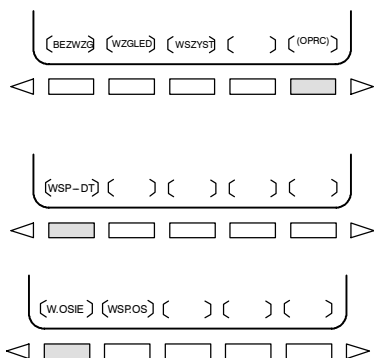 (BEZWZG) (WZGLED) (WSZYST) ( ) ((OPRC))
(WSP–DT) ( ) ( ) ( ) ( )
(W.OSIE) (WSP.OS) ( ) ( ) ( )